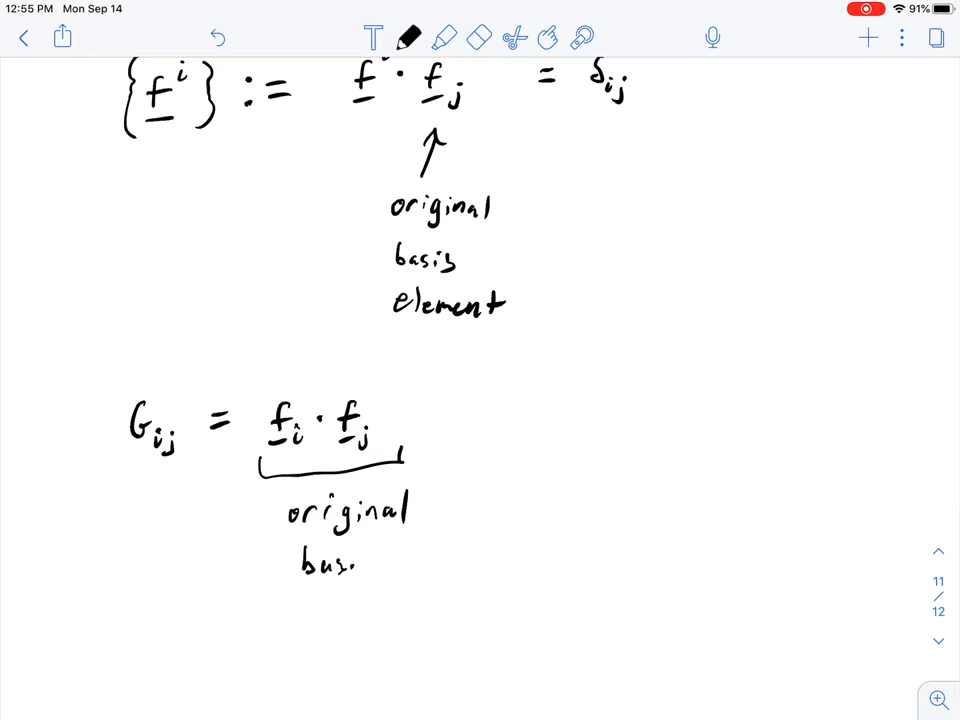 12:55 PM Mon Sep 14 91%
{f^i} := f^i · f_j = δ_ij
original
basis
element
G_ij = f_i · f_j
original
bas.
11
/
12